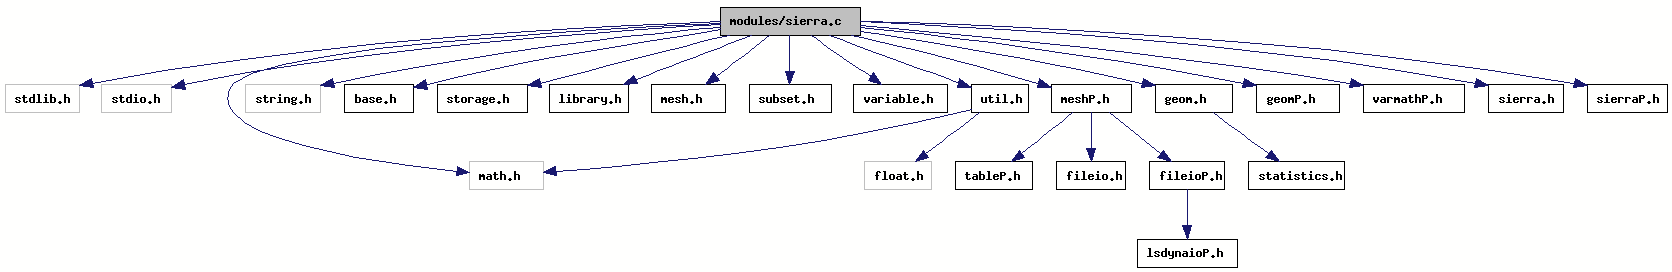 modules/sierra.c
stdlib.h
stdio.h
string.h
base.h
storage.h
library.h
mesh.h
subset.h
variable.h
util.h
meshP.h
geom.h
geomP.h
varmathP.h
sierra.h
sierraP.h
math.h
float.h
tableP.h
fileio.h
fileioP.h
statistics.h
lsdynaioP.h